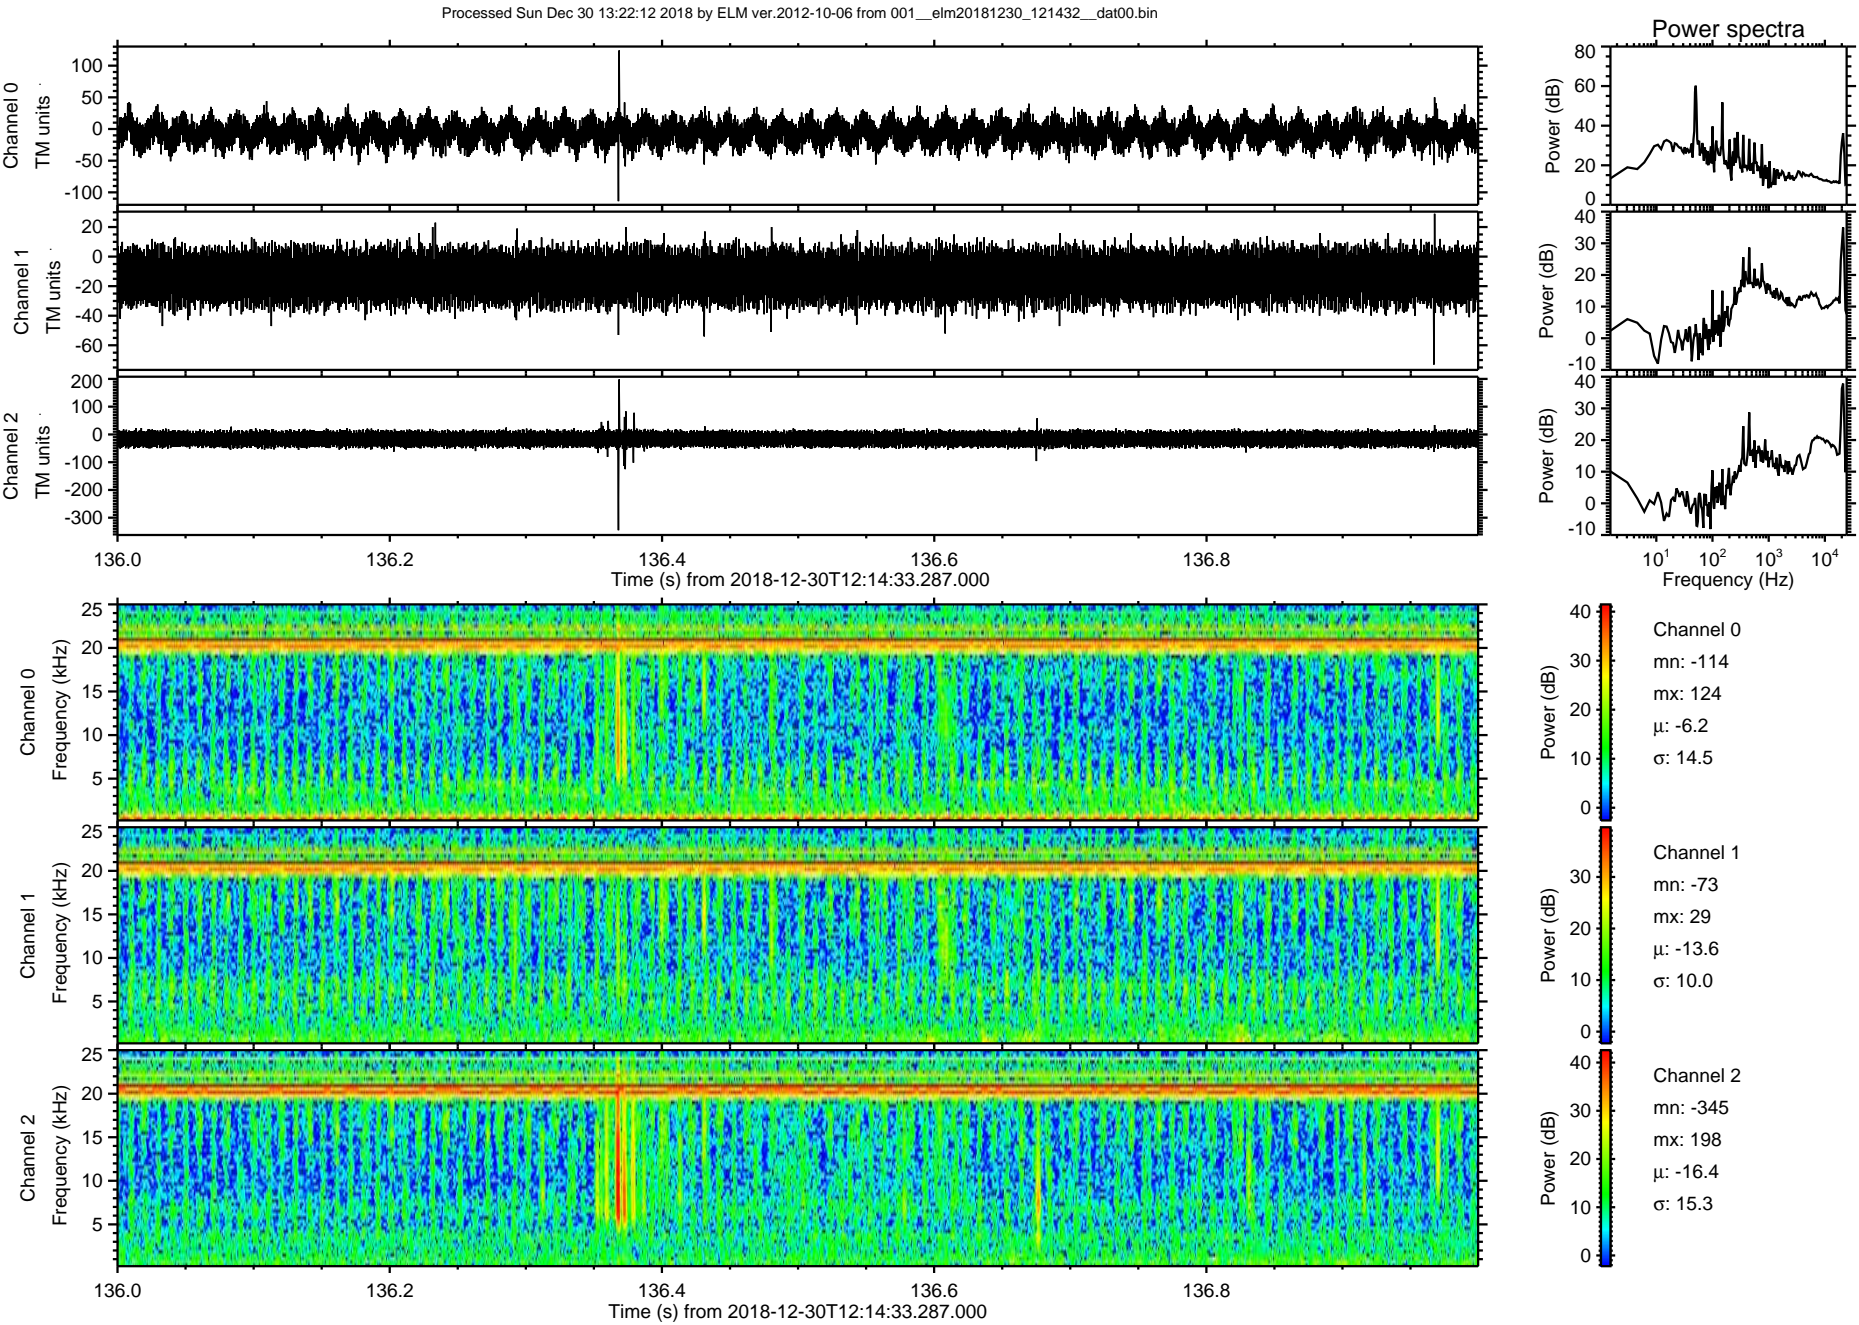 Processed Sun Dec 30 13:22:12 2018 by ELM ver.2012-10-06 from 001__elm20181230_121432__dat00.bin
Power spectra
Channel 0
TM units
100
50
0
-50
-100
Power (dB)
80
60
40
20
0
Channel 1
TM units
20
0
-20
-40
-60
Power (dB)
40
30
20
10
0
-10
Channel 2
TM units
200
100
0
-100
-200
-300
Power (dB)
40
30
20
10
0
-10
136.0 136.2 136.4 136.6 136.8
Time (s) from 2018-12-30T12:14:33.287.000
10¹ 10² 10³ 10⁴
Frequency (Hz)
Channel 0
Frequency (kHz)
25
20
15
10
5
Power (dB)
40
30
20
10
0
Channel 0
mn: -114
mx: 124
μ: -6.2
σ: 14.5
Channel 1
Frequency (kHz)
25
20
15
10
5
Power (dB)
30
20
10
0
Channel 1
mn: -73
mx: 29
μ: -13.6
σ: 10.0
Channel 2
Frequency (kHz)
25
20
15
10
5
Power (dB)
40
30
20
10
0
Channel 2
mn: -345
mx: 198
μ: -16.4
σ: 15.3
136.0 136.2 136.4 136.6 136.8
Time (s) from 2018-12-30T12:14:33.287.000